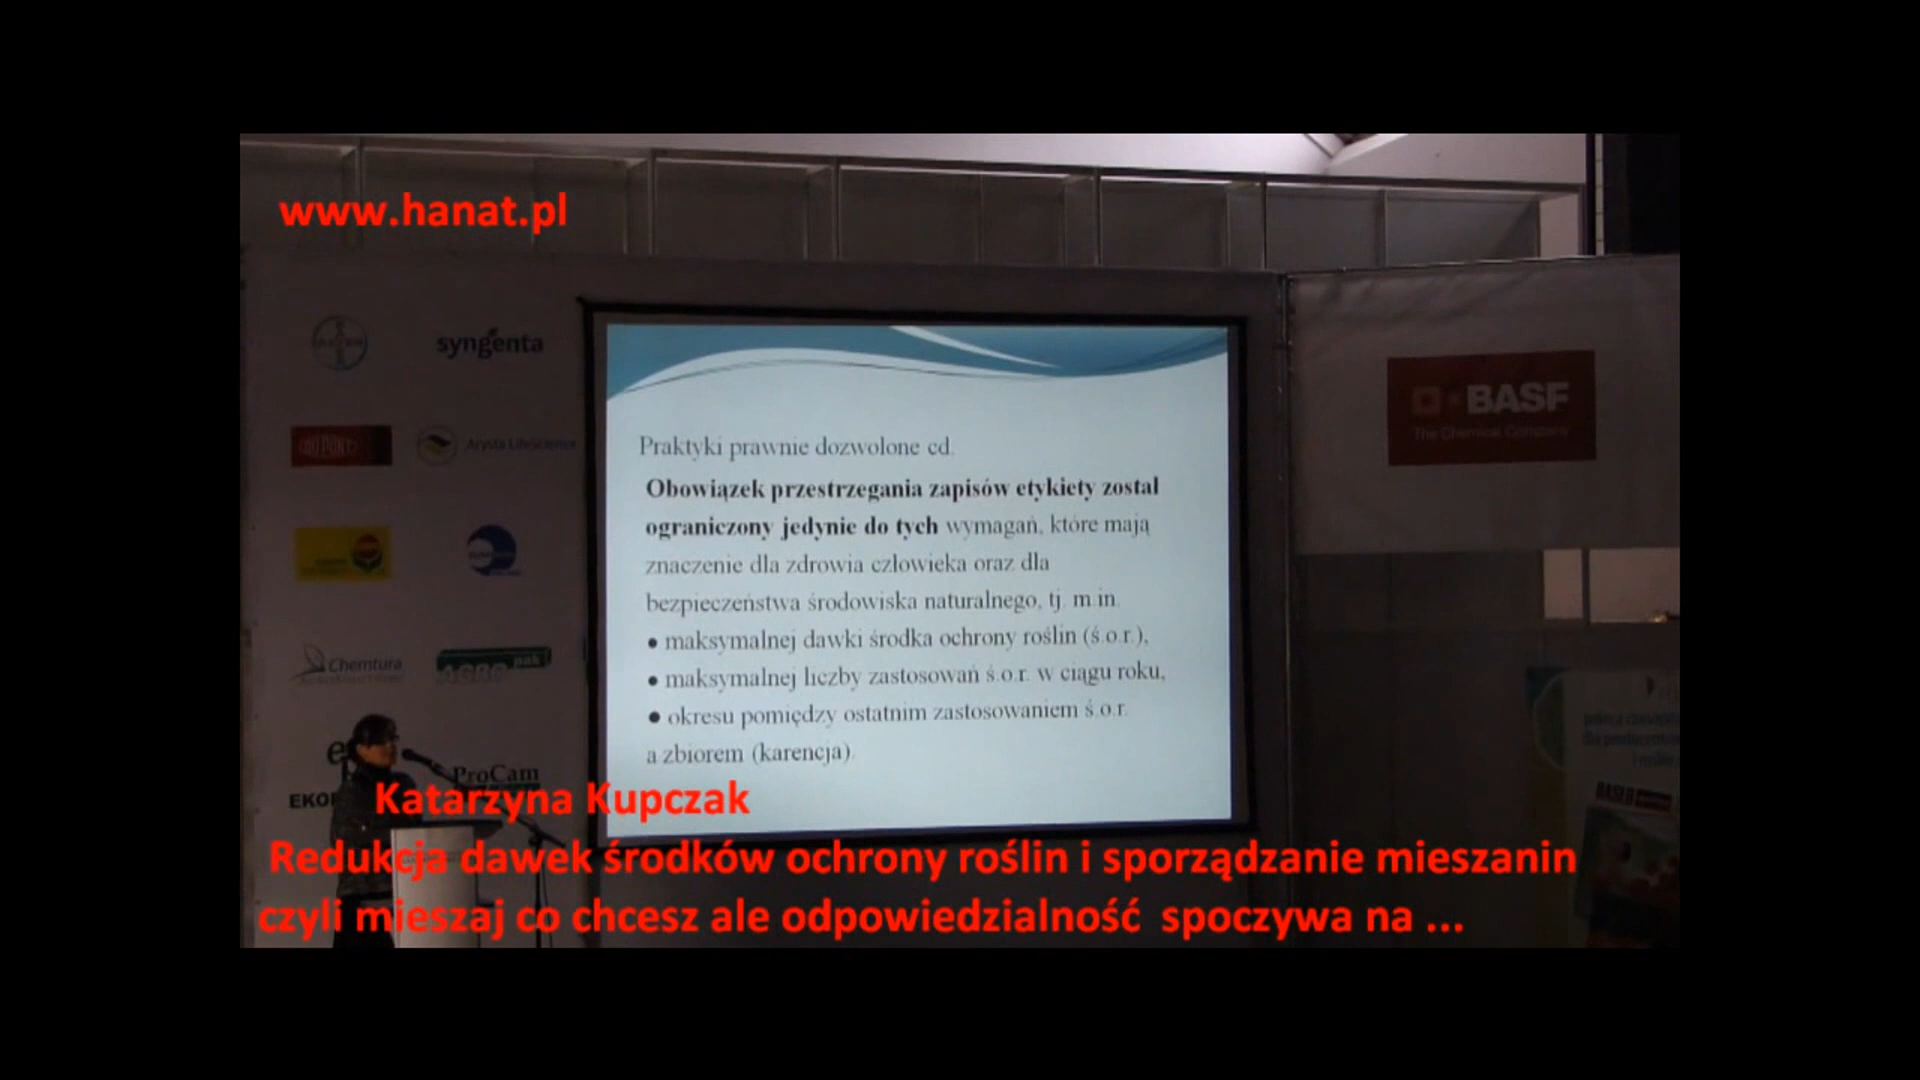 www.hanat.pl
syngenta
Arysta LifeScience
BASF
The Chemical Company
Chemtura
ProCam
Praktyki prawnie dozwolone cd.
Obowiązek przestrzegania zapisów etykiety został
ograniczony jedynie do tych wymagań, które mają
znaczenie dla zdrowia człowieka oraz dla
bezpieczeństwa środowiska naturalnego, tj. m.in.
● maksymalnej dawki środka ochrony roślin (ś.o.r.),
● maksymalnej liczby zastosowań ś.o.r. w ciągu roku,
● okresu pomiędzy ostatnim zastosowaniem ś.o.r.
a zbiorem (karencja).
Katarzyna Kupczak
Redukcja dawek środków ochrony roślin i sporządzanie mieszanin
czyli mieszaj co chcesz ale odpowiedzialność spoczywa na ...